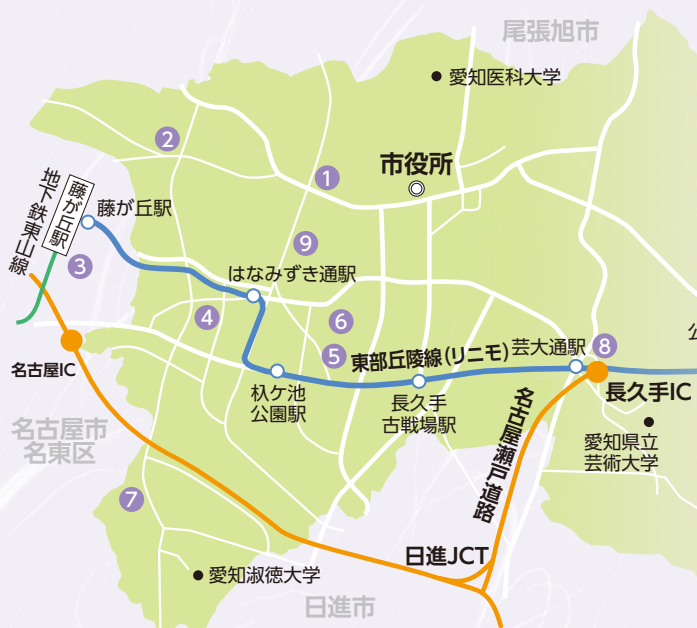 尾張旭市
愛知医科大学
2
市役所
1
藤が丘駅
藤が丘駅
地下鉄東山線
3
9
はなみずき通駅
4
6
5
東部丘陵線(リニモ)
芸大通駅
8
公
名古屋IC
杁ケ池
公園駅
長久手
古戦場駅
長久手IC
名古屋瀬戸道路
愛知県立
芸術大学
名古屋市
名東区
7
日進JCT
愛知淑徳大学
日進市